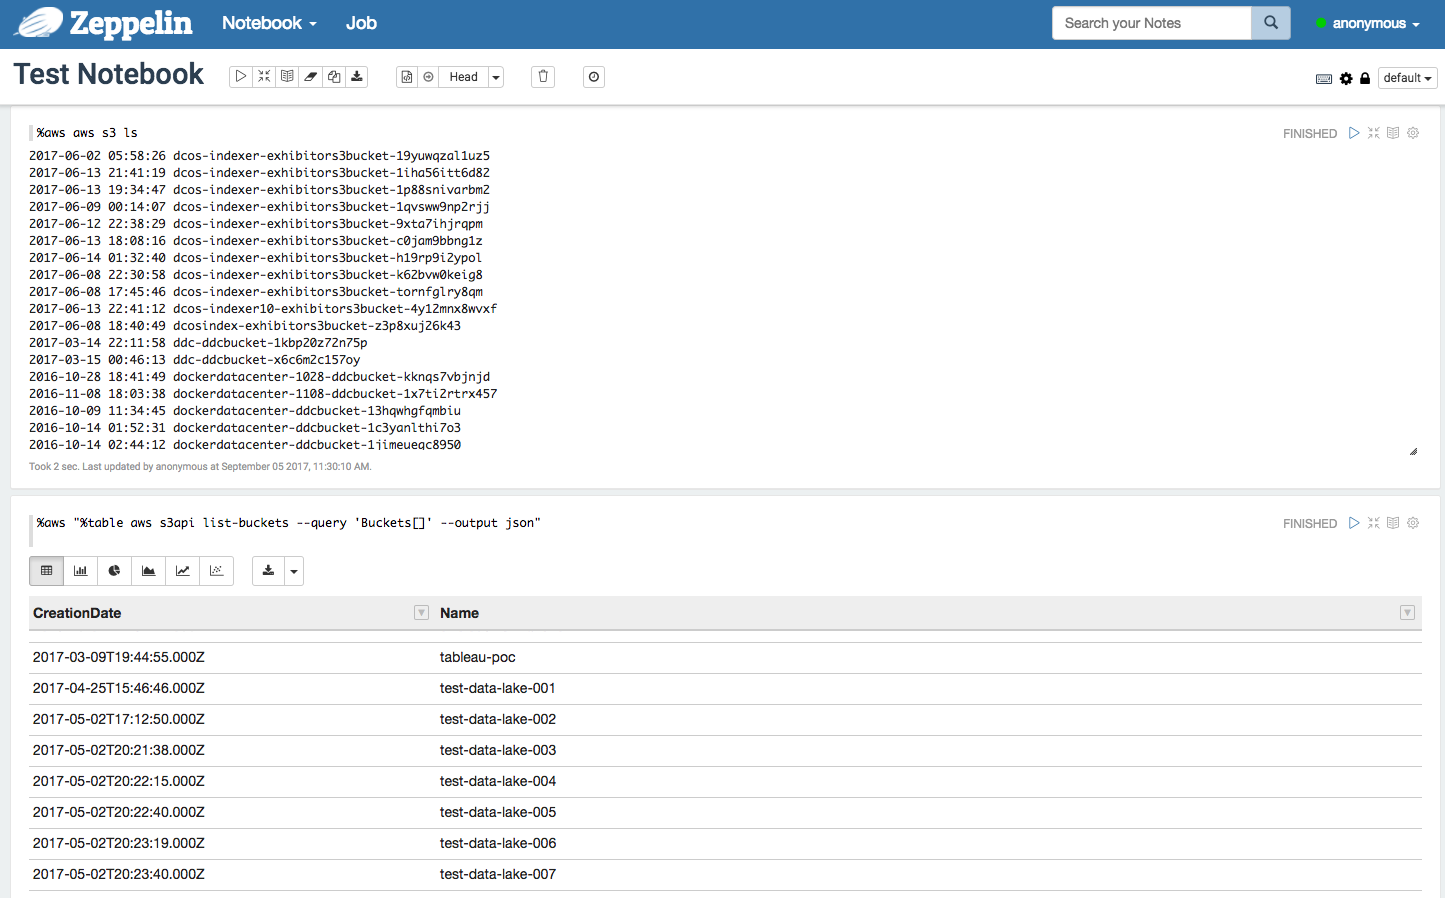 Zeppelin Notebook Job Search your Notes anonymous
Test Notebook Head default
%aws aws s3 ls FINISHED
2017-06-02 05:58:26 dcos-indexer-exhibitors3bucket-19yuwqzal1uz5
2017-06-13 21:41:19 dcos-indexer-exhibitors3bucket-1iha56itt6d82
2017-06-13 19:34:47 dcos-indexer-exhibitors3bucket-1p88snivarbm2
2017-06-09 00:14:07 dcos-indexer-exhibitors3bucket-1qvsww9np2rjj
2017-06-12 22:38:29 dcos-indexer-exhibitors3bucket-9xta7ihjrqpm
2017-06-13 18:08:16 dcos-indexer-exhibitors3bucket-c0jam9bbng1z
2017-06-14 01:32:40 dcos-indexer-exhibitors3bucket-h19rp9i2ypol
2017-06-08 22:30:58 dcos-indexer-exhibitors3bucket-k62bvw0keig8
2017-06-08 17:45:46 dcos-indexer-exhibitors3bucket-tornfglry8qm
2017-06-13 22:41:12 dcos-indexer10-exhibitors3bucket-4y12mnx8wvxf
2017-06-08 18:40:49 dcosindex-exhibitors3bucket-z3p8xuj26k43
2017-03-14 22:11:58 ddc-ddcbucket-1kbp20z72n75p
2017-03-15 00:46:13 ddc-ddcbucket-x6c6m2c157oy
2016-10-28 18:41:49 dockerdatacenter-1028-ddcbucket-kknqs7vbjnjd
2016-11-08 18:03:38 dockerdatacenter-1108-ddcbucket-1x7ti2rtrx457
2016-10-09 11:34:45 dockerdatacenter-ddcbucket-13hqwhgfqmbiu
2016-10-14 01:52:31 dockerdatacenter-ddcbucket-1c3yanlthi7o3
2016-10-14 02:44:12 dockerdatacenter-ddcbucket-1jimeuegc8950
Took 2 sec. Last updated by anonymous at September 05 2017, 11:30:10 AM.
%aws "%table aws s3api list-buckets --query 'Buckets[]' --output json" FINISHED
CreationDate Name
2017-03-09T19:44:55.000Z tableau-poc
2017-04-25T15:46:46.000Z test-data-lake-001
2017-05-02T17:12:50.000Z test-data-lake-002
2017-05-02T20:21:38.000Z test-data-lake-003
2017-05-02T20:22:15.000Z test-data-lake-004
2017-05-02T20:22:40.000Z test-data-lake-005
2017-05-02T20:23:19.000Z test-data-lake-006
2017-05-02T20:23:40.000Z test-data-lake-007